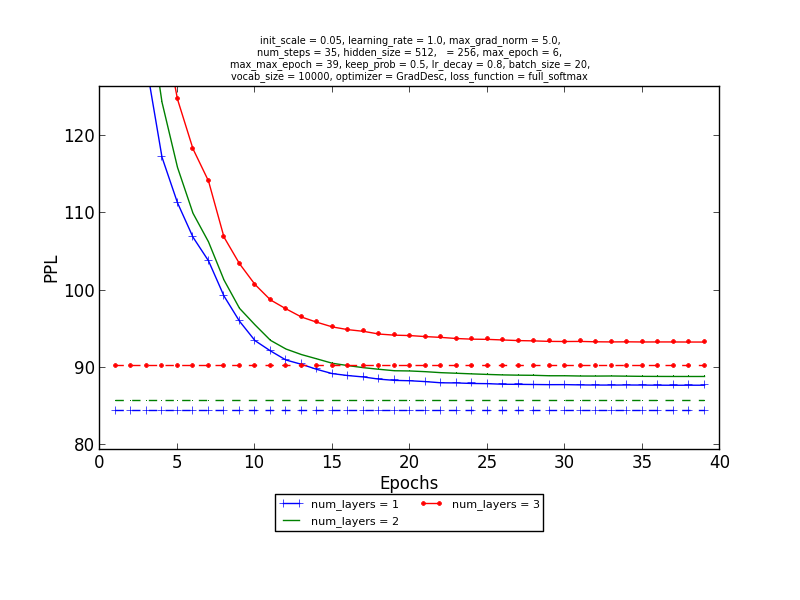 init_scale = 0.05, learning_rate = 1.0, max_grad_norm = 5.0,
num_steps = 35, hidden_size = 512,   = 256, max_epoch = 6,
max_max_epoch = 39, keep_prob = 0.5, lr_decay = 0.8, batch_size = 20,
vocab_size = 10000, optimizer = GradDesc, loss_function = full_softmax
120
110
100
90
80
PPL
0 5 10 15 20 25 30 35 40
Epochs
num_layers = 1 num_layers = 3
num_layers = 2